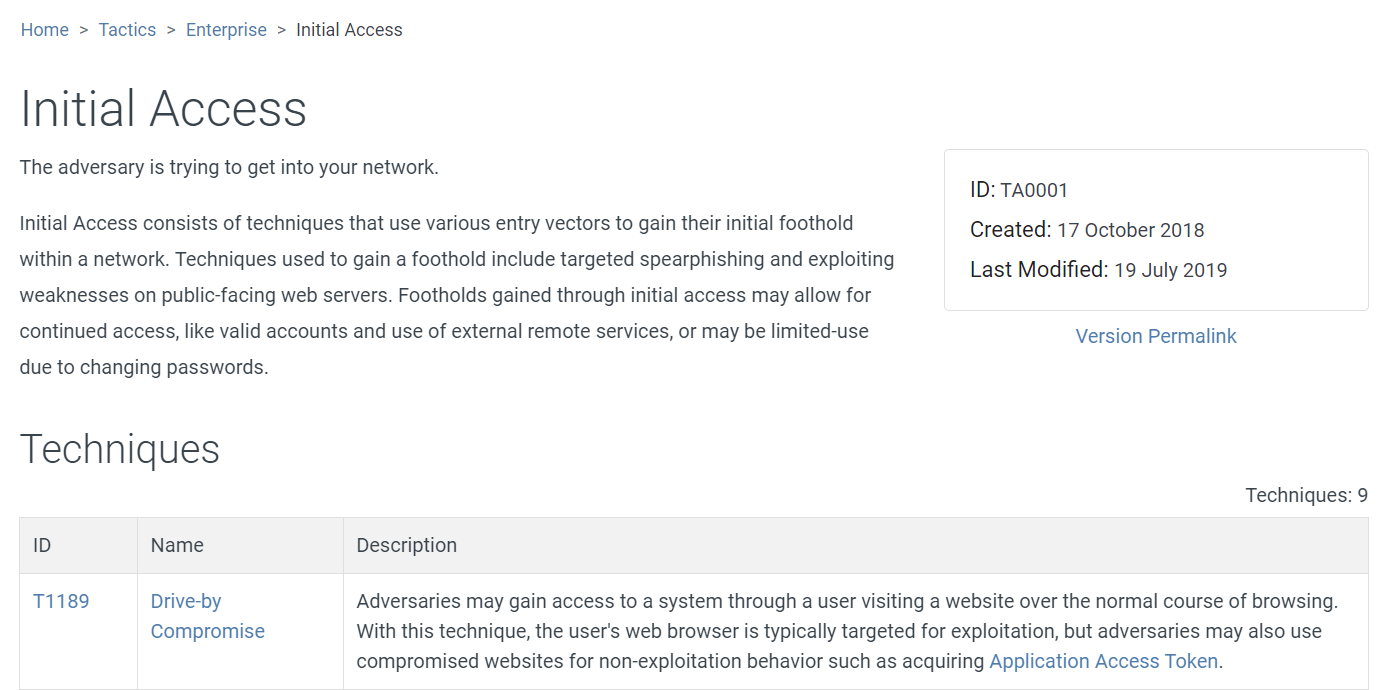 Home > Tactics > Enterprise > Initial Access
Initial Access
The adversary is trying to get into your network.
Initial Access consists of techniques that use various entry vectors to gain their initial foothold
within a network. Techniques used to gain a foothold include targeted spearphishing and exploiting
weaknesses on public-facing web servers. Footholds gained through initial access may allow for
continued access, like valid accounts and use of external remote services, or may be limited-use
due to changing passwords.
ID: TA0001
Created: 17 October 2018
Last Modified: 19 July 2019
Version Permalink
Techniques
Techniques: 9
ID Name Description
T1189
Drive-by
Compromise
Adversaries may gain access to a system through a user visiting a website over the normal course of browsing.
With this technique, the user's web browser is typically targeted for exploitation, but adversaries may also use
compromised websites for non-exploitation behavior such as acquiring Application Access Token.